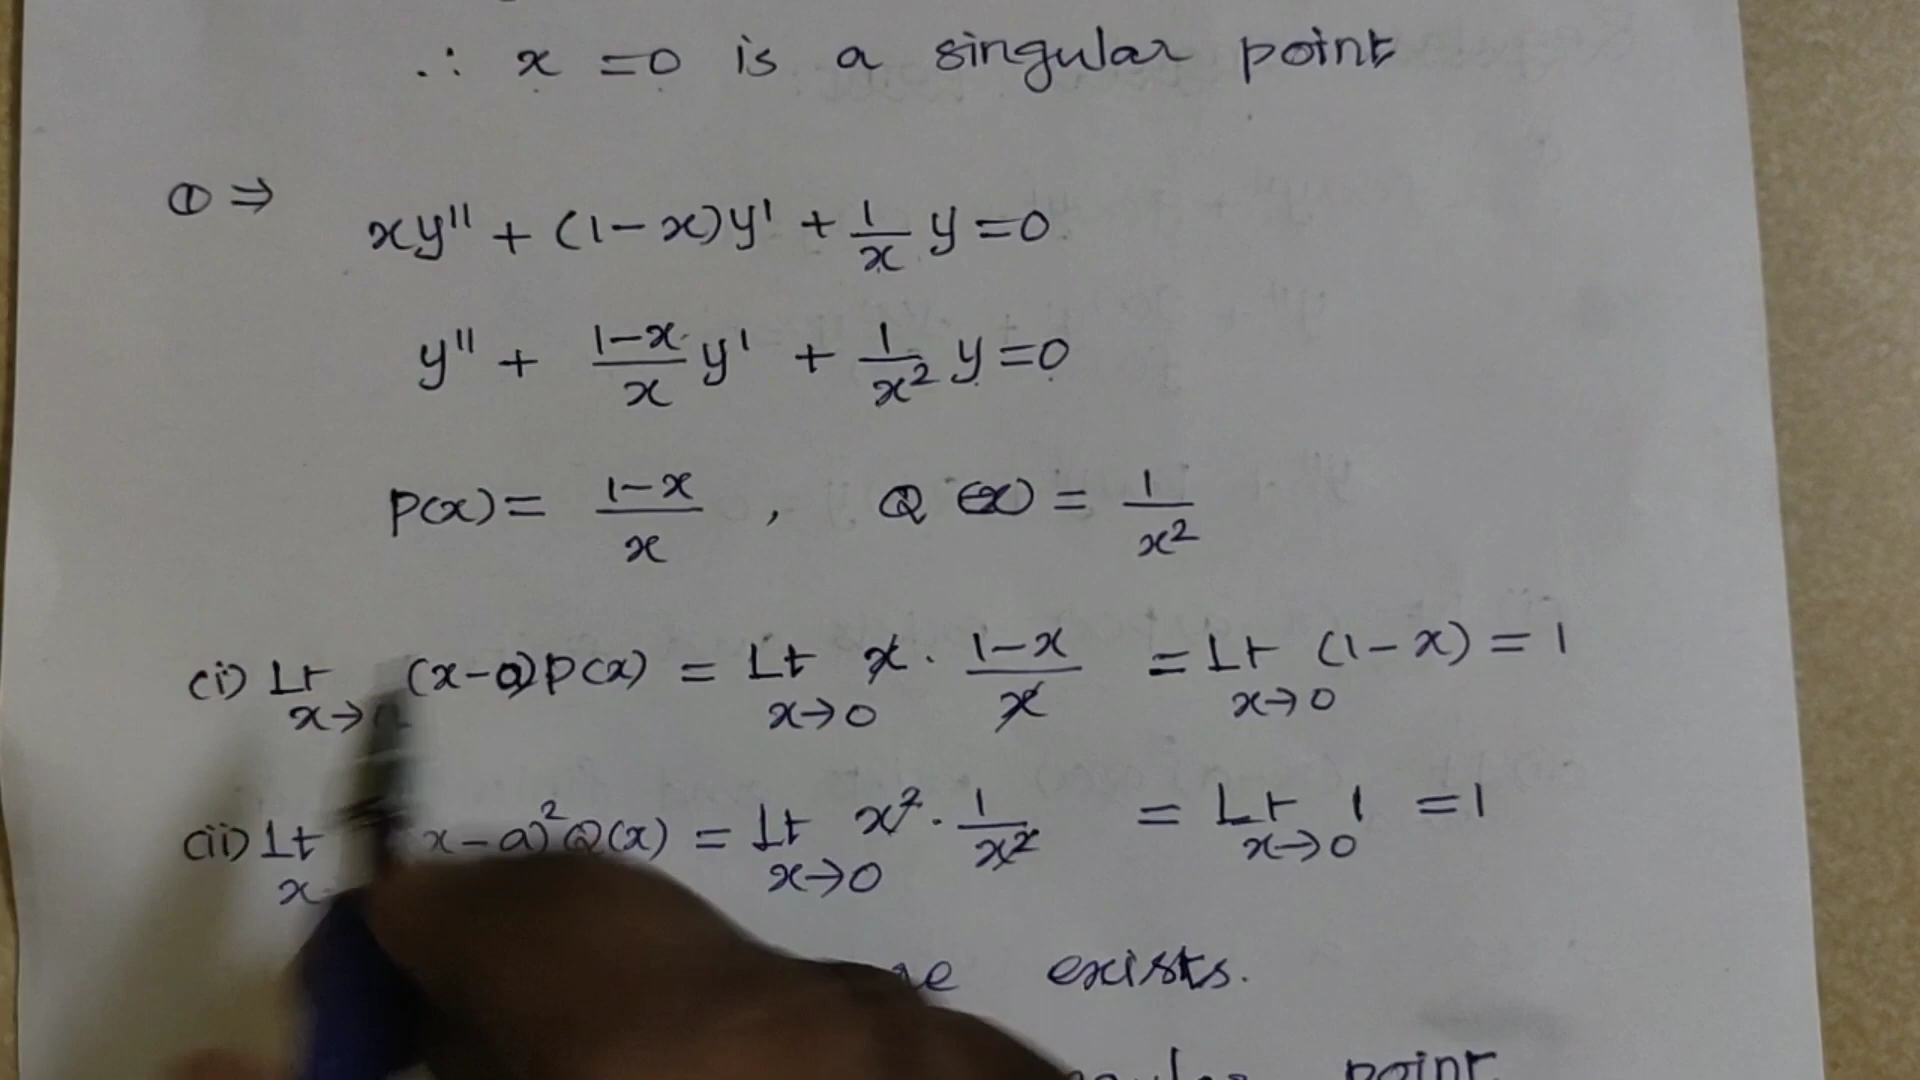 ∴ x = 0 is a singular point
① ⇒ xy'' + (1-x)y' + 1/x y = 0
y'' + (1-x)/x y' + 1/x² y = 0
P(x) = (1-x)/x , Q(x) = 1/x²
(i) Lt x→ (x-a)P(x) = Lt x→0 x · (1-x)/x = Lt x→0 (1-x) = 1
(ii) Lt x x-a)² Q(x) = Lt x→0 x² · 1/x² = Lt x→0 1 = 1
exists.
point